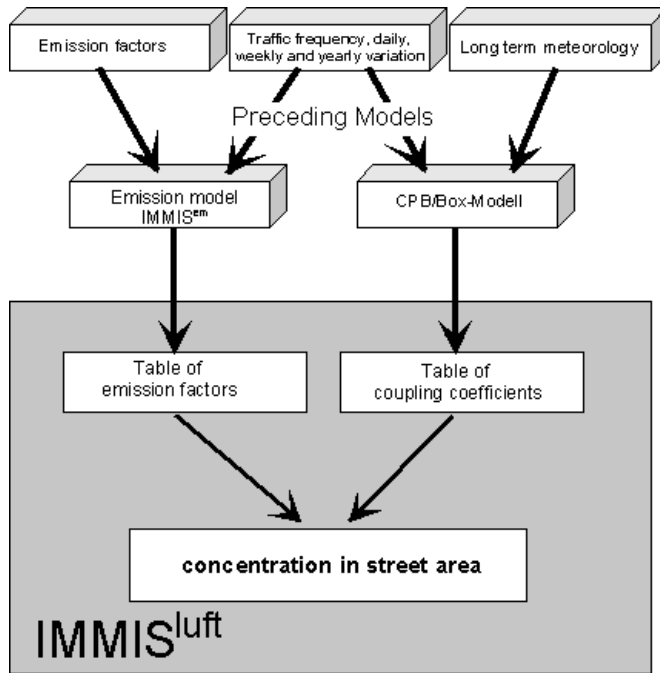 Emission factors
Traffic frequency, daily,
weekly and yearly variation
Long term meteorology
Preceding Models
Emission model
IMMISem
CPB/Box-Modell
Table of
emission factors
Table of
coupling coefficients
concentration in street area
IMMISluft